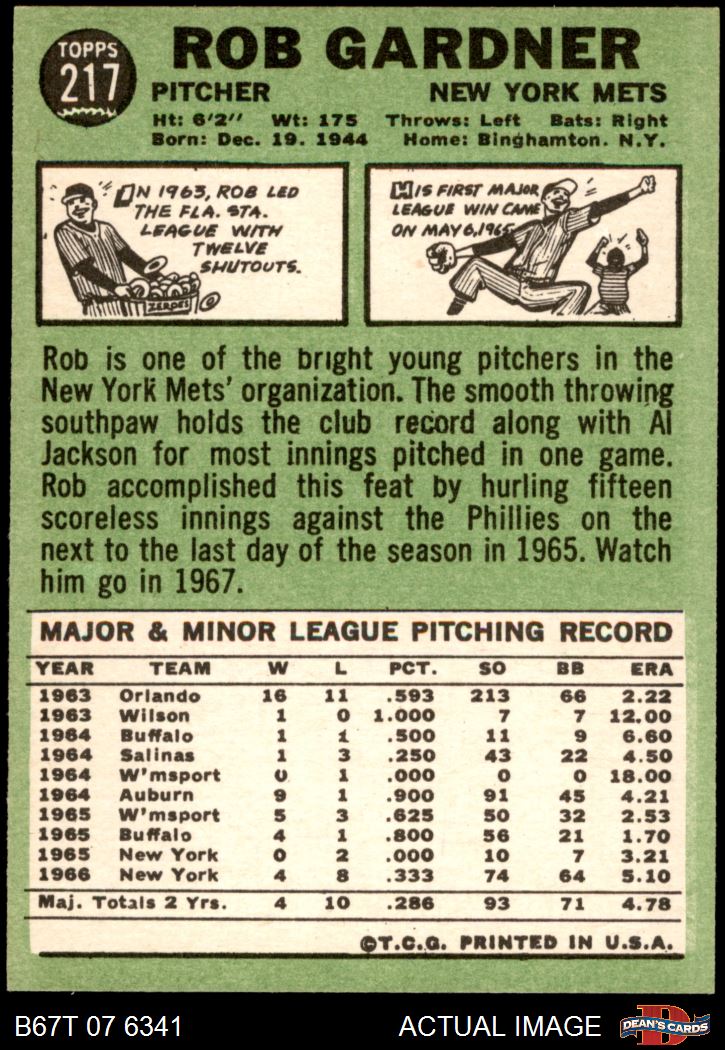 TOPPS
217
ROB GARDNER
PITCHER NEW YORK METS
Ht: 6'2" Wt: 175 Throws: Left Bats: Right
Born: Dec. 19. 1944 Home: Binghamton. N.Y.
IN 1963, ROB LED
THE FLA. STA.
LEAGUE WITH
TWELVE
SHUTOUTS.
ZEROES
HIS FIRST MAJOR
LEAGUE WIN CAME
ON MAY 6, 1966
Rob is one of the bright young pitchers in the
New York Mets' organization. The smooth throwing
southpaw holds the club record along with Al
Jackson for most innings pitched in one game.
Rob accomplished this feat by hurling fifteen
scoreless innings against the Phillies on the
next to the last day of the season in 1965. Watch
him go in 1967.
MAJOR & MINOR LEAGUE PITCHING RECORD
YEAR TEAM W L PCT. SO BB ERA
1963 Orlando 16 11 .593 213 66 2.22
1963 Wilson 1 0 1.000 7 7 12.00
1964 Buffalo 1 1 .500 11 9 6.60
1964 Salinas 1 3 .250 43 22 4.50
1964 W'msport 0 1 .000 0 0 18.00
1964 Auburn 9 1 .900 91 45 4.21
1965 W'msport 5 3 .625 50 32 2.53
1965 Buffalo 4 1 .800 56 21 1.70
1965 New York 0 2 .000 10 7 3.21
1966 New York 4 8 .333 74 64 5.10
Maj. Totals 2 Yrs. 4 10 .286 93 71 4.78
©T.C.G. PRINTED IN U.S.A.
B67T 07 6341 ACTUAL IMAGE D DEAN'S CARDS